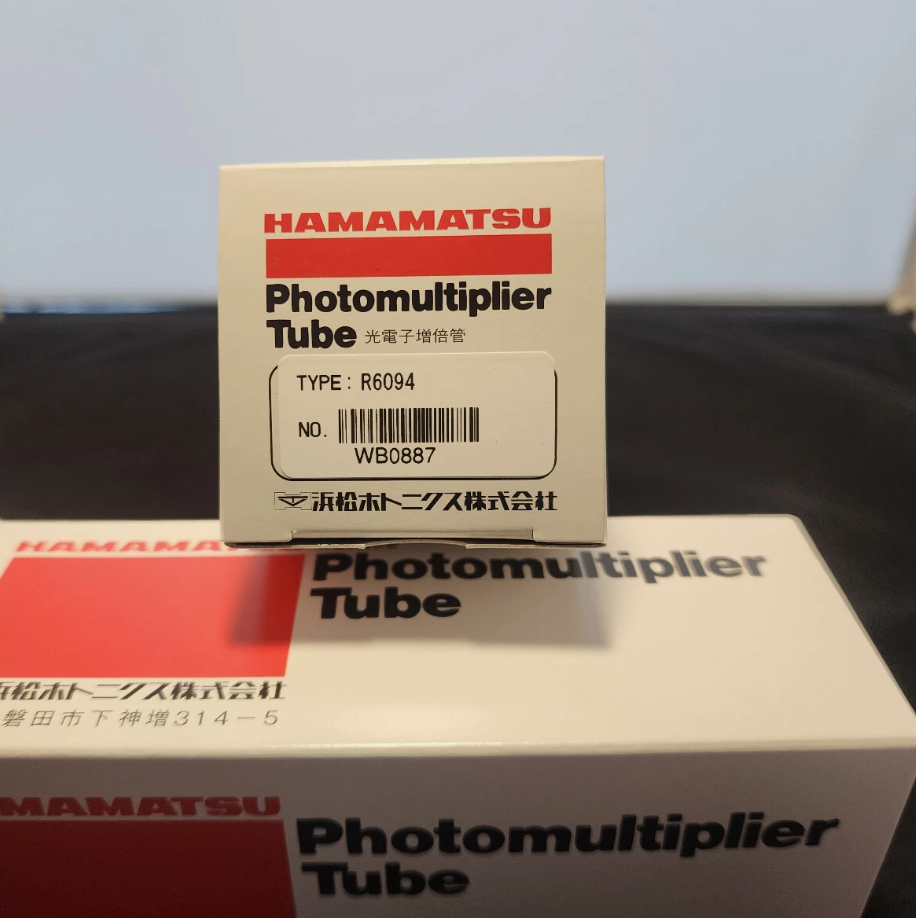 HAMAMATSU
Photomultiplier
Tube 光電子増倍管
TYPE: R6094
NO.
WB0887
浜松ホトニクス株式会社
HAMAMA
Photomultiplier
Tube
浜松ホトニクス株式会社
磐田市下神増314-5
MAMATSU
Photomultiplier
Tube